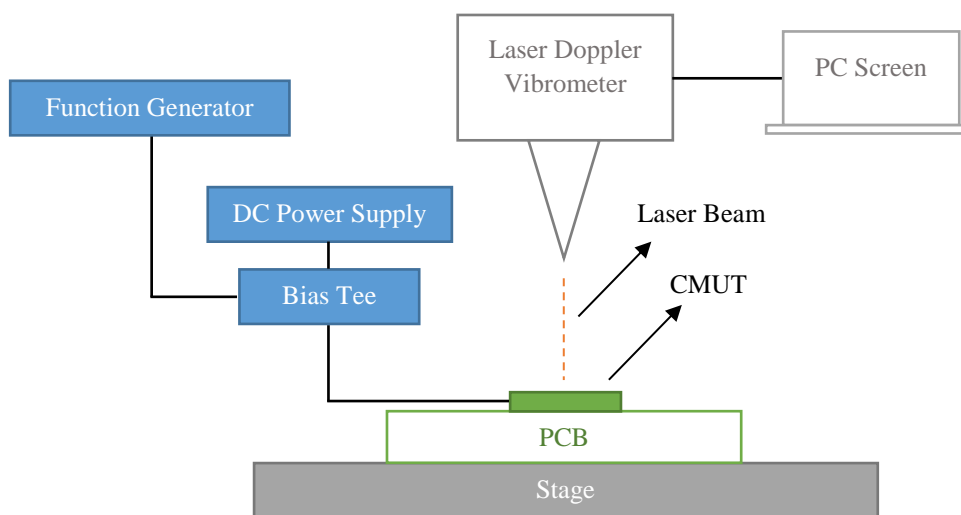 Laser Doppler
Vibrometer
PC Screen
Function Generator
DC Power Supply
Laser Beam
Bias Tee
CMUT
PCB
Stage